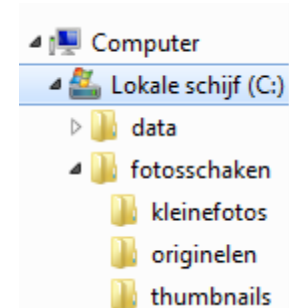 Computer
Lokale schijf (C:)
data
fotosschaken
kleinefotos
originelen
thumbnails